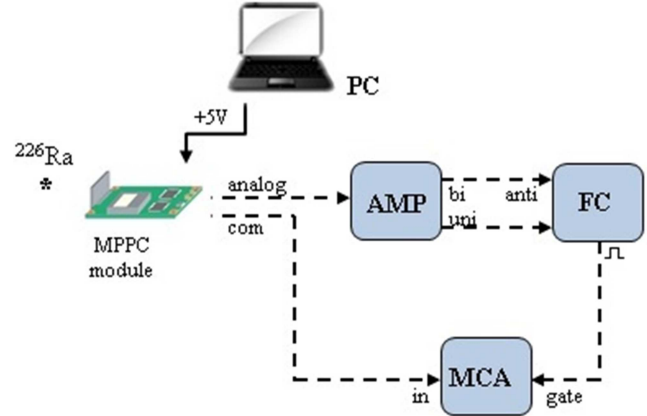 PC
+5V
²²⁶Ra
*
MPPC
module
analog
com
AMP
bi
uni
anti
FC
MCA
in
gate